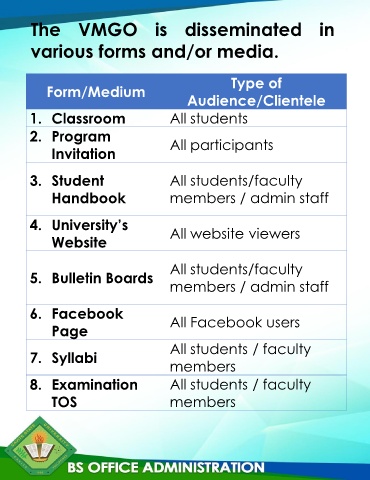 The VMGO is disseminated in
various forms and/or media.
Form/Medium
Type of
Audience/Clientele
1. Classroom
All students
2. Program
Invitation
All participants
3. Student
Handbook
All students/faculty
members / admin staff
4. University's
Website
All website viewers
5. Bulletin Boards
All students/faculty
members / admin staff
6. Facebook
Page
All Facebook users
7. Syllabi
All students / faculty
members
8. Examination
TOS
All students / faculty
members
BS OFFICE ADMINISTRATION